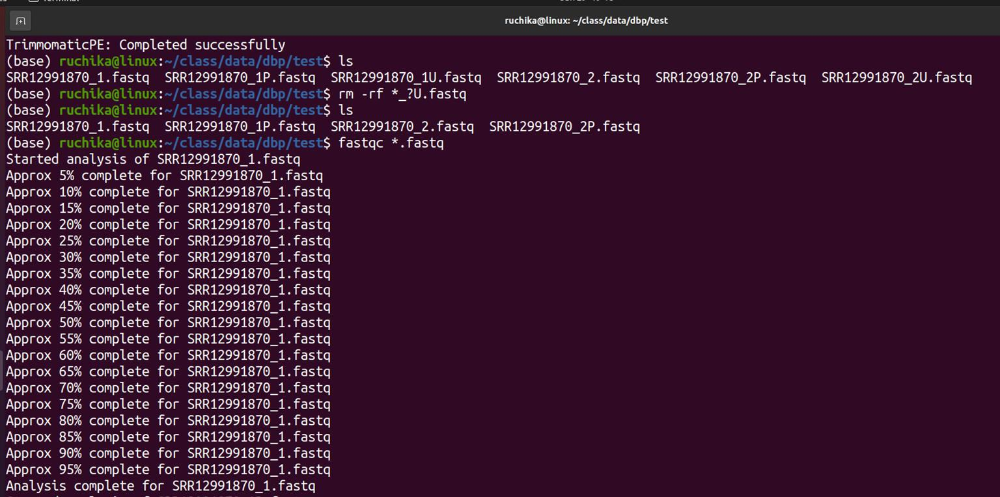 ruchika@linux: ~/class/data/dbp/test
TrimmomaticPE: Completed successfully
(base) ruchika@linux:~/class/data/dbp/test$ ls
SRR12991870_1.fastq  SRR12991870_1P.fastq  SRR12991870_1U.fastq  SRR12991870_2.fastq  SRR12991870_2P.fastq  SRR12991870_2U.fastq
(base) ruchika@linux:~/class/data/dbp/test$ rm -rf *_?U.fastq
(base) ruchika@linux:~/class/data/dbp/test$ ls
SRR12991870_1.fastq  SRR12991870_1P.fastq  SRR12991870_2.fastq  SRR12991870_2P.fastq
(base) ruchika@linux:~/class/data/dbp/test$ fastqc *.fastq
Started analysis of SRR12991870_1.fastq
Approx 5% complete for SRR12991870_1.fastq
Approx 10% complete for SRR12991870_1.fastq
Approx 15% complete for SRR12991870_1.fastq
Approx 20% complete for SRR12991870_1.fastq
Approx 25% complete for SRR12991870_1.fastq
Approx 30% complete for SRR12991870_1.fastq
Approx 35% complete for SRR12991870_1.fastq
Approx 40% complete for SRR12991870_1.fastq
Approx 45% complete for SRR12991870_1.fastq
Approx 50% complete for SRR12991870_1.fastq
Approx 55% complete for SRR12991870_1.fastq
Approx 60% complete for SRR12991870_1.fastq
Approx 65% complete for SRR12991870_1.fastq
Approx 70% complete for SRR12991870_1.fastq
Approx 75% complete for SRR12991870_1.fastq
Approx 80% complete for SRR12991870_1.fastq
Approx 85% complete for SRR12991870_1.fastq
Approx 90% complete for SRR12991870_1.fastq
Approx 95% complete for SRR12991870_1.fastq
Analysis complete for SRR12991870_1.fastq